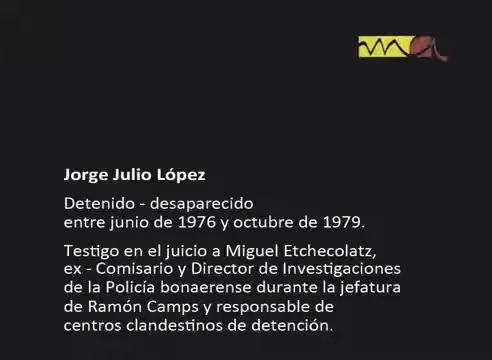 Jorge Julio López
Detenido - desaparecido
entre junio de 1976 y octubre de 1979.
Testigo en el juicio a Miguel Etchecolatz,
ex - Comisario y Director de Investigaciones
de la Policía bonaerense durante la jefatura
de Ramón Camps y responsable de
centros clandestinos de detención.